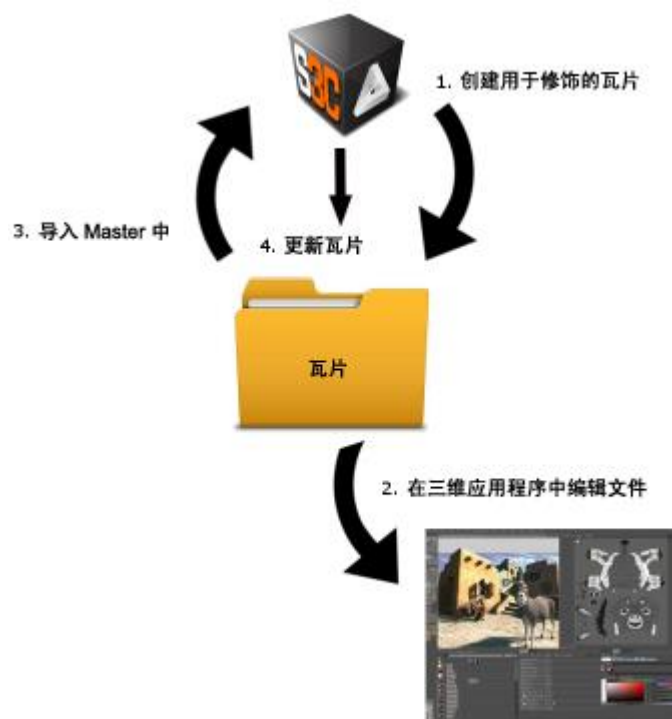 S3C
1. 创建用于修饰的瓦片
3. 导入 Master 中
4. 更新瓦片
瓦片
2. 在三维应用程序中编辑文件